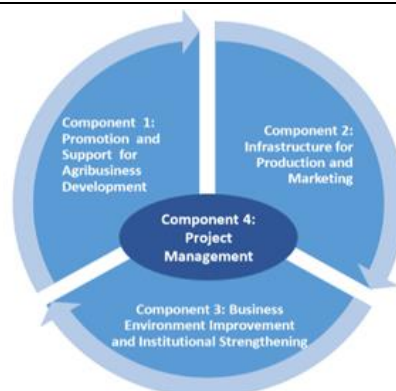 Component 1:
Promotion and
Support for
Agribusiness
Development
Component 2:
Infrastructure for
Production and
Marketing
Component 4:
Project
Management
Component 3: Business
Environment Improvement
and Institutional Strengthening